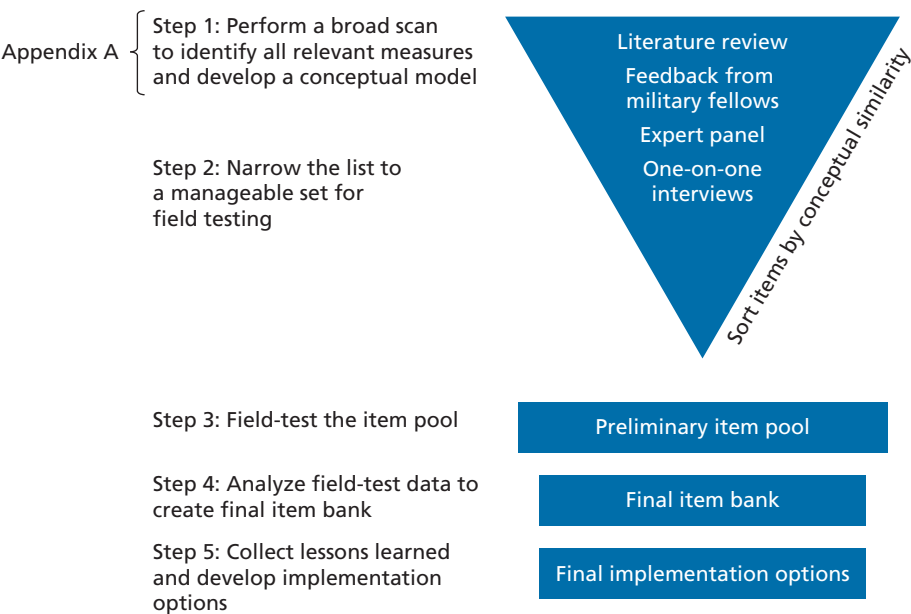 Appendix A
Step 1: Perform a broad scan
to identify all relevant measures
and develop a conceptual model
Literature review
Feedback from
military fellows
Expert panel
One-on-one
interviews
Sort items by conceptual similarity
Step 2: Narrow the list to
a manageable set for
field testing
Step 3: Field-test the item pool
Preliminary item pool
Step 4: Analyze field-test data to
create final item bank
Final item bank
Step 5: Collect lessons learned
and develop implementation
options
Final implementation options